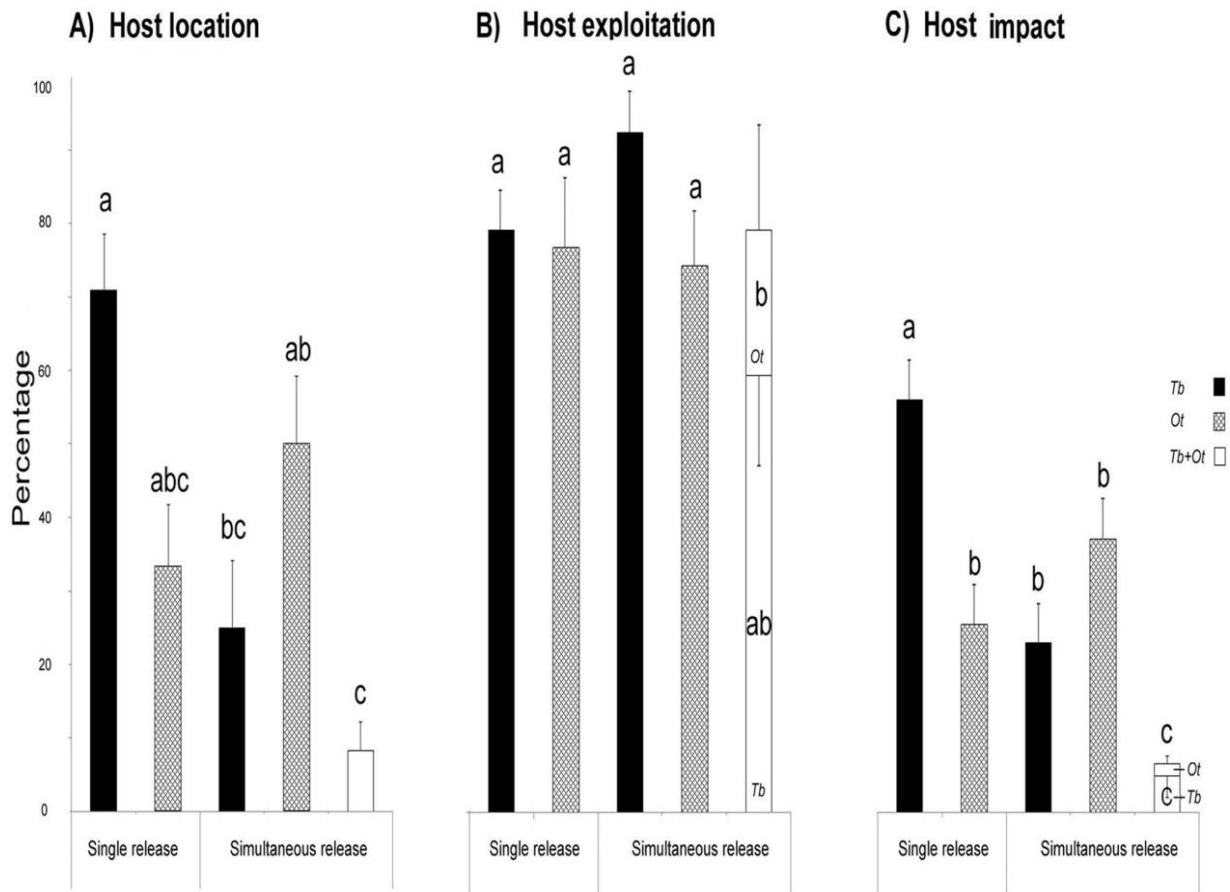 A) Host location
B) Host exploitation
C) Host impact
Percentage
100
80
60
40
20
0
a
abc
bc
ab
c
Single release
Simultaneous release
a
a
a
a
b
Ot
ab
Tb
Single release
Simultaneous release
a
b
b
b
c
Ot
c
Tb
Single release
Simultaneous release
Tb
Ot
Tb+Ot